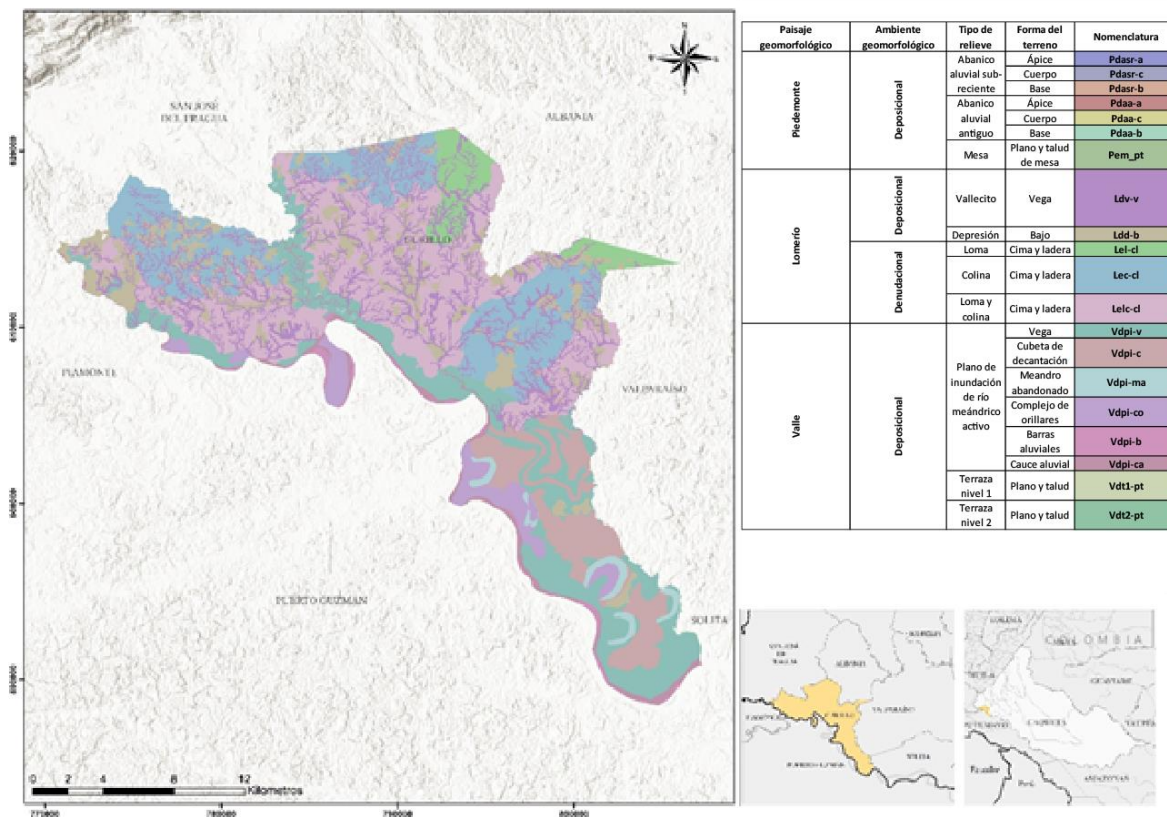 N
SAN JOSE
DEL FRAGUA
ALBANIA
CURILLO
PIAMONTE
VALPARAÍSO
PUERTO GUZMÁN
SOLITA
0 2 4 8 12
Kilometros
Paisaje geomorfológico Ambiente geomorfológico Tipo de relieve Forma del terreno Nomenclatura
Piedemonte Deposicional
Abanico aluvial sub-reciente Ápice Pdasr-a
Cuerpo Pdasr-c
Base Pdasr-b
Abanico aluvial antiguo Ápice Pdaa-a
Cuerpo Pdaa-c
Base Pdaa-b
Mesa Plano y talud de mesa Pem_pt
Lomerío Deposicional
Vallecito Vega Ldv-v
Depresión Bajo Ldd-b
Denudacional
Loma Cima y ladera Lel-cl
Colina Cima y ladera Lec-cl
Loma y colina Cima y ladera Lelc-cl
Valle Deposicional
Plano de inundación de río meándrico activo Vega Vdpi-v
Cubeta de decantación Vdpi-c
Meandro abandonado Vdpi-ma
Complejo de orillares Vdpi-co
Barras aluviales Vdpi-b
Cauce aluvial Vdpi-ca
Terraza nivel 1 Plano y talud Vdt1-pt
Terraza nivel 2 Plano y talud Vdt2-pt
ALBANIA
VALPARAÍSO
SOLITA
COLOMBIA
CAQUETA
Ecuador
Perú